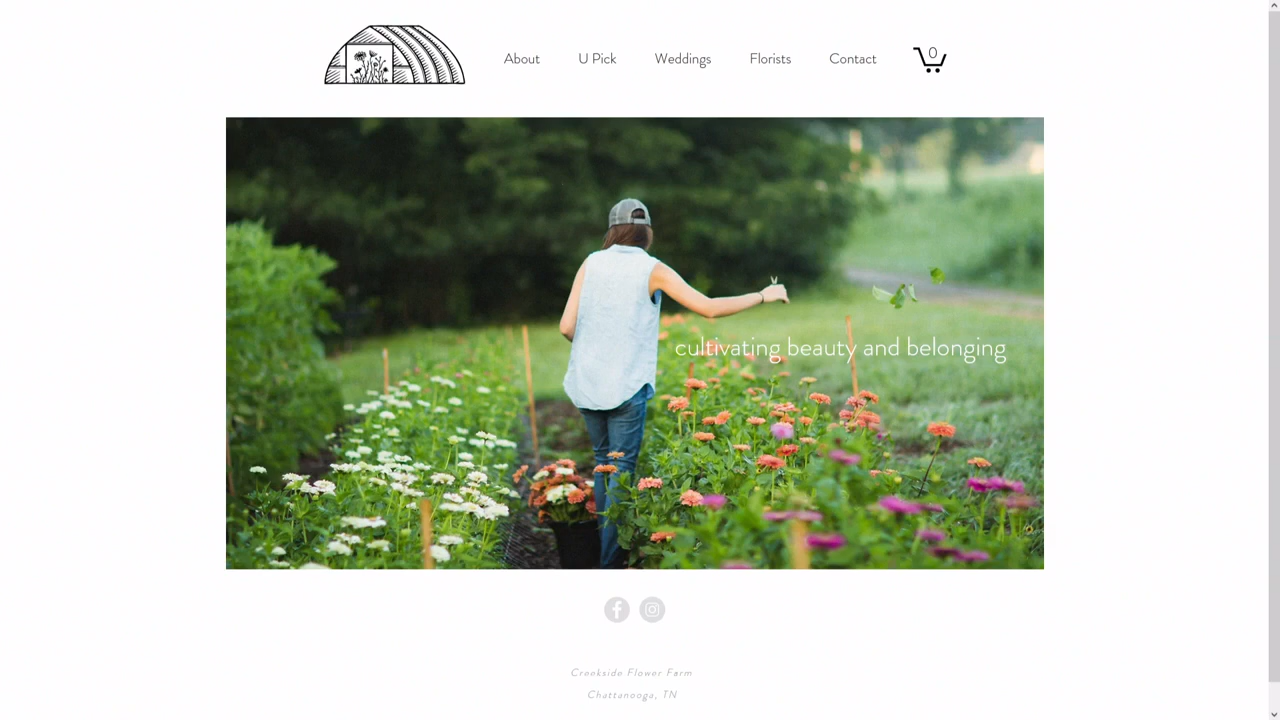 About
U Pick
Weddings
Florists
Contact
0
cultivating beauty and belonging
Creekside Flower Farm
Chattanooga, TN